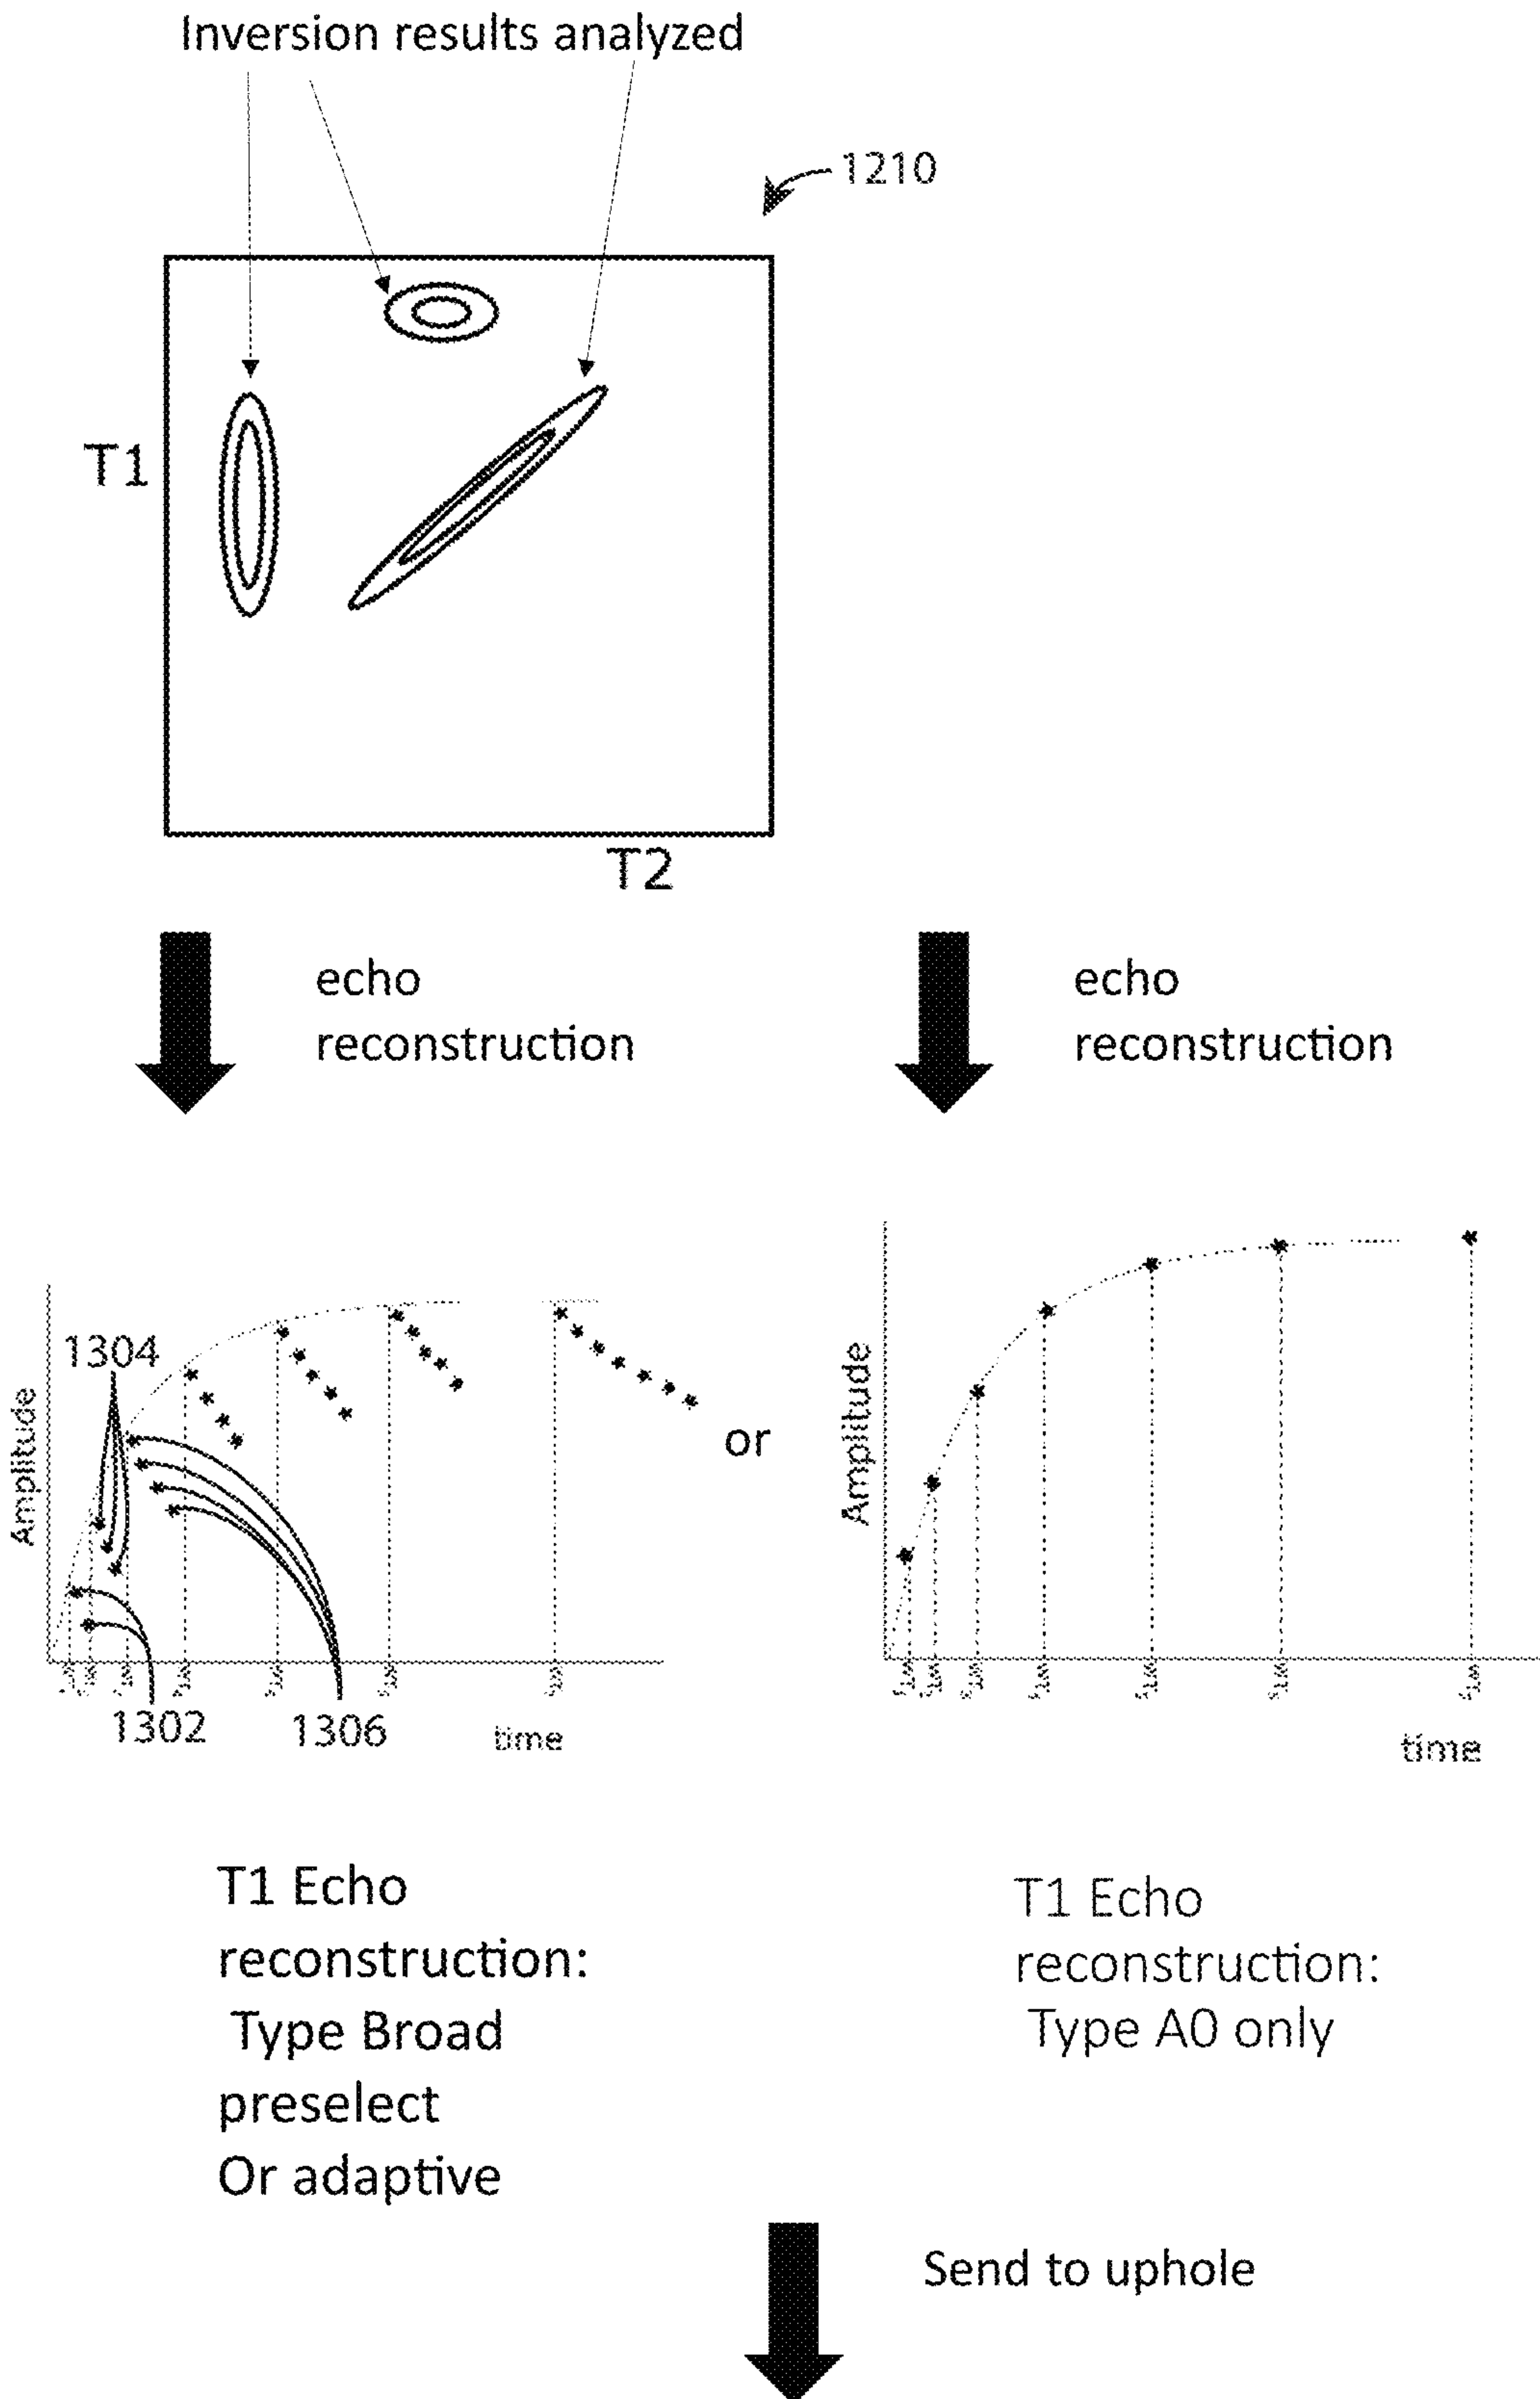 Inversion results analyzed
1210
T1
T2
echo
reconstruction
echo
reconstruction
1304
Amplitude
or
Amplitude
1302
1306
time
time
T1 Echo
reconstruction:
Type Broad
preselect
Or adaptive
T1 Echo
reconstruction:
Type A0 only
Send to uphole